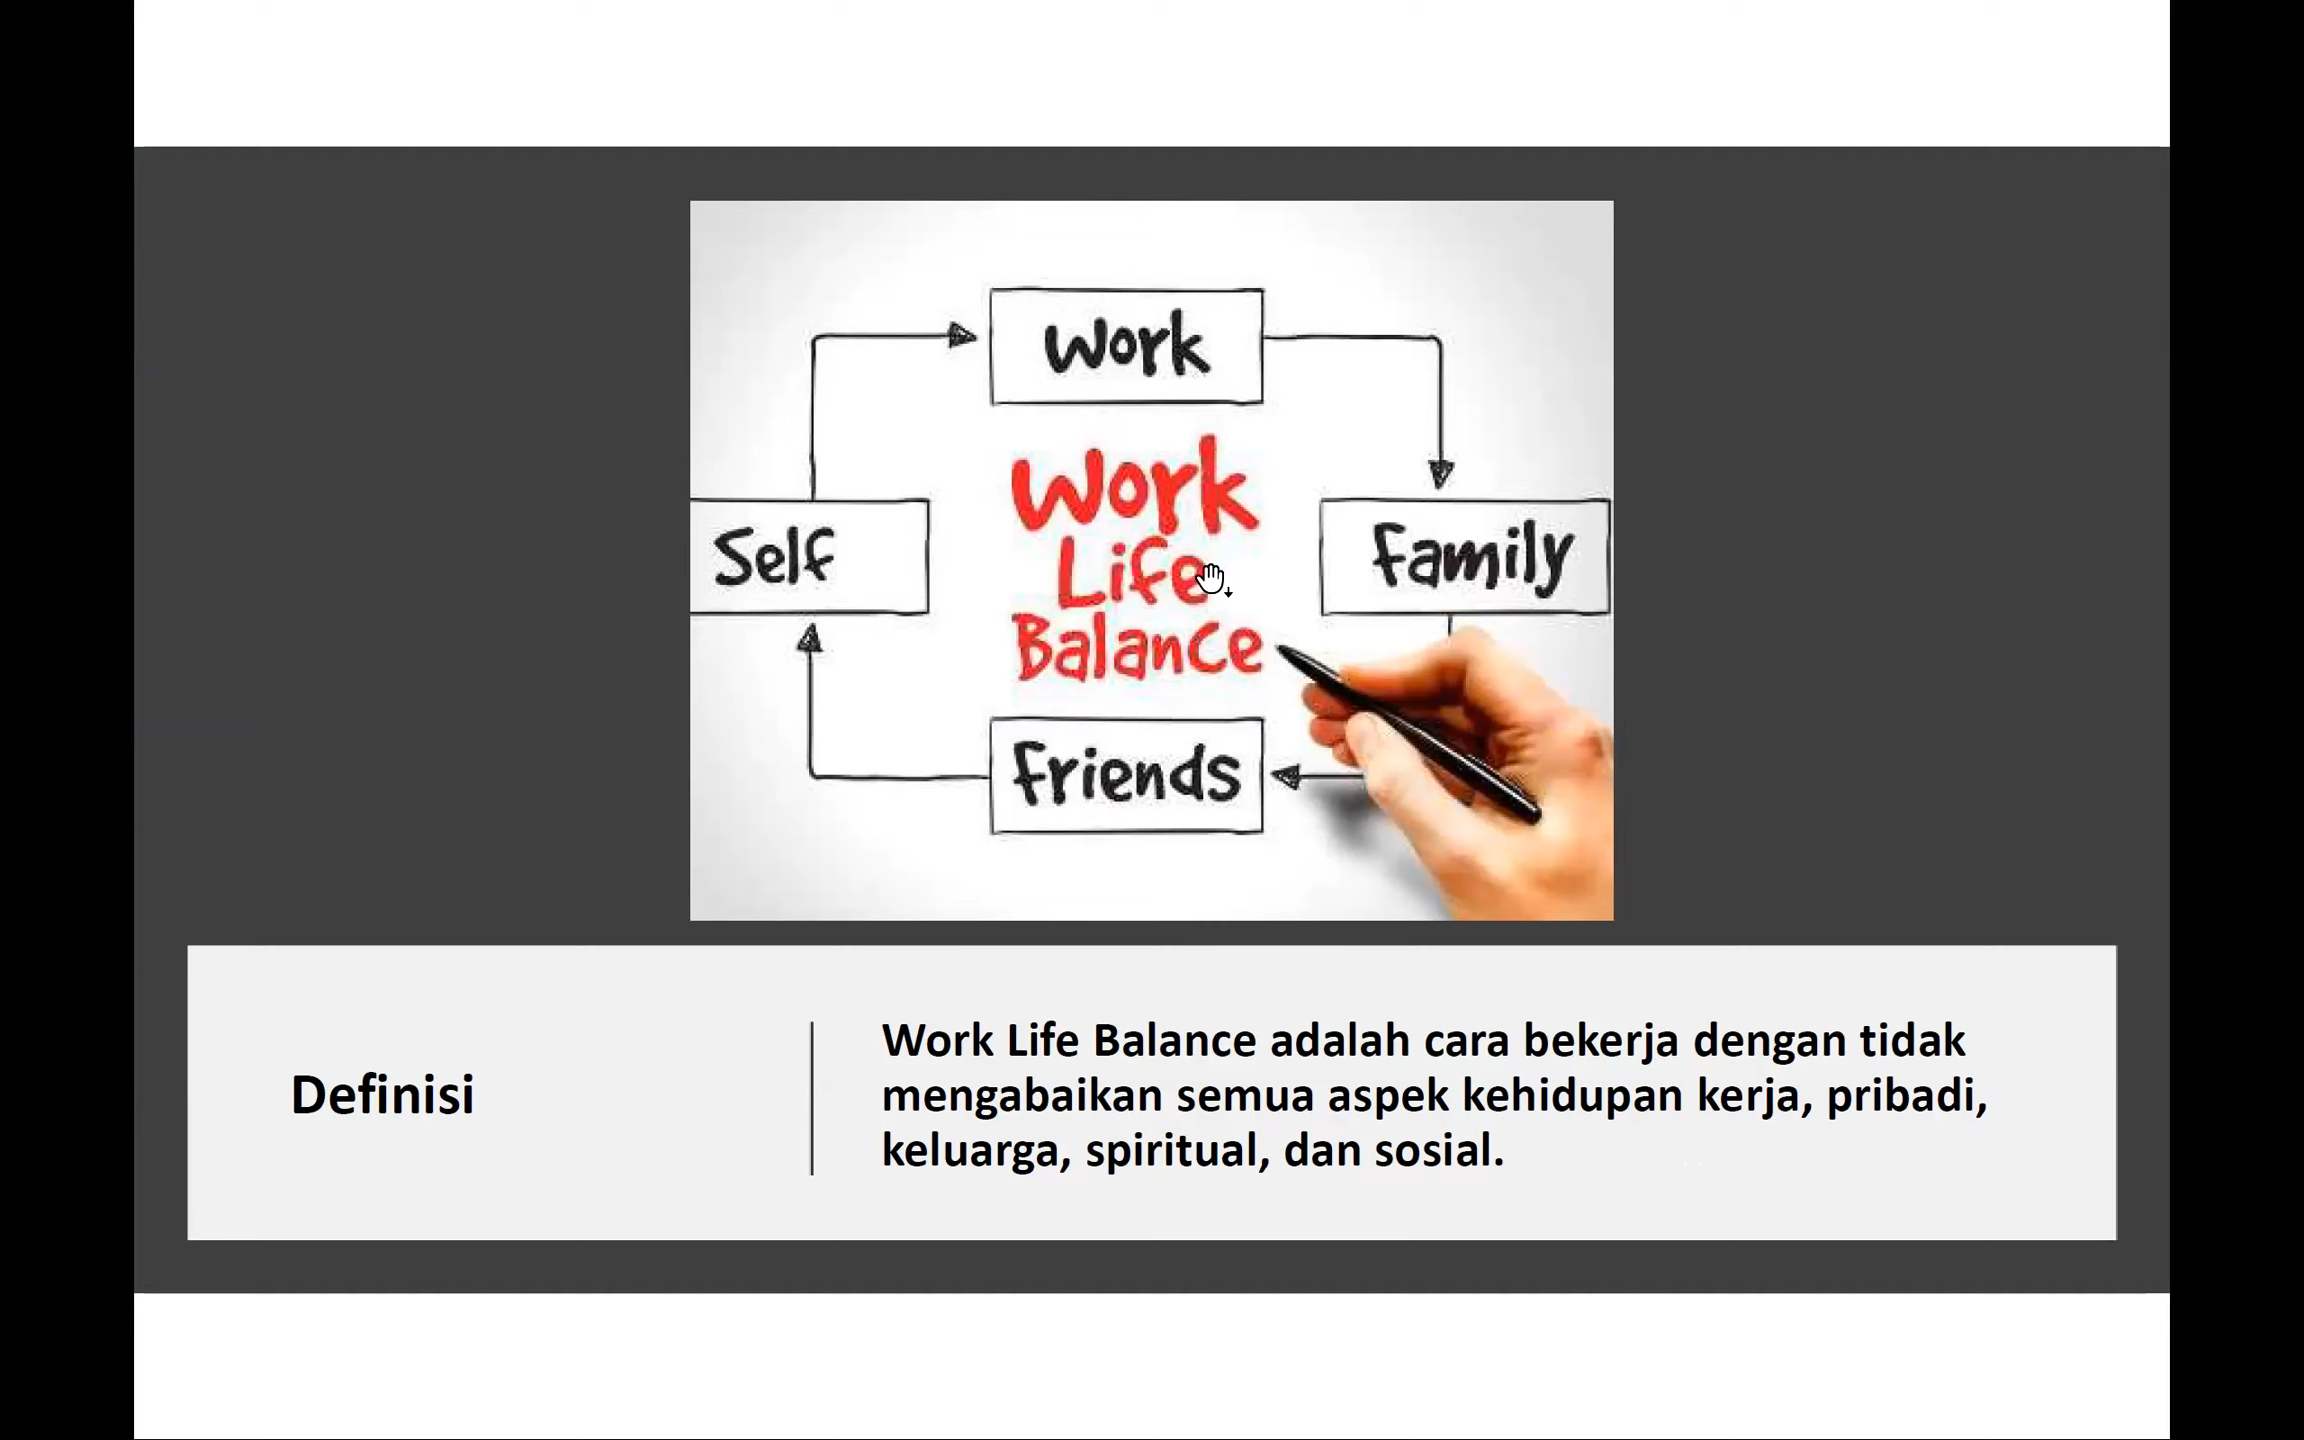 Work
Work
Life
Balance
Self
Family
Friends
Definisi
Work Life Balance adalah cara bekerja dengan tidak
mengabaikan semua aspek kehidupan kerja, pribadi,
keluarga, spiritual, dan sosial.